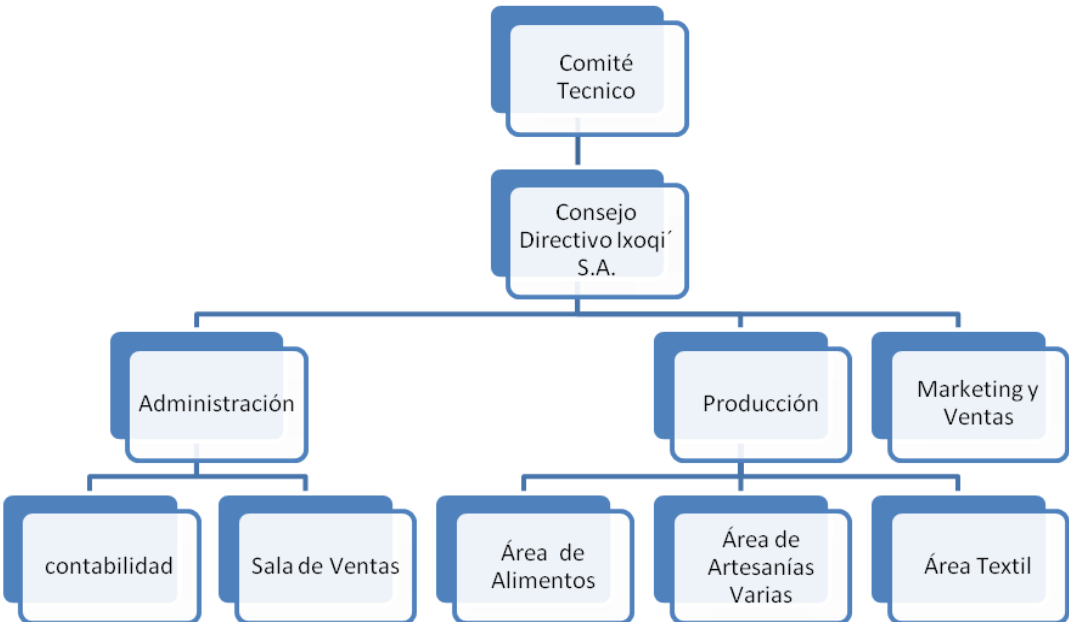 Comité
Tecnico
Consejo
Directivo Ixoqi´
S.A.
Administración
Producción
Marketing y
Ventas
contabilidad
Sala de Ventas
Área de
Alimentos
Área de
Artesanías
Varias
Área Textil